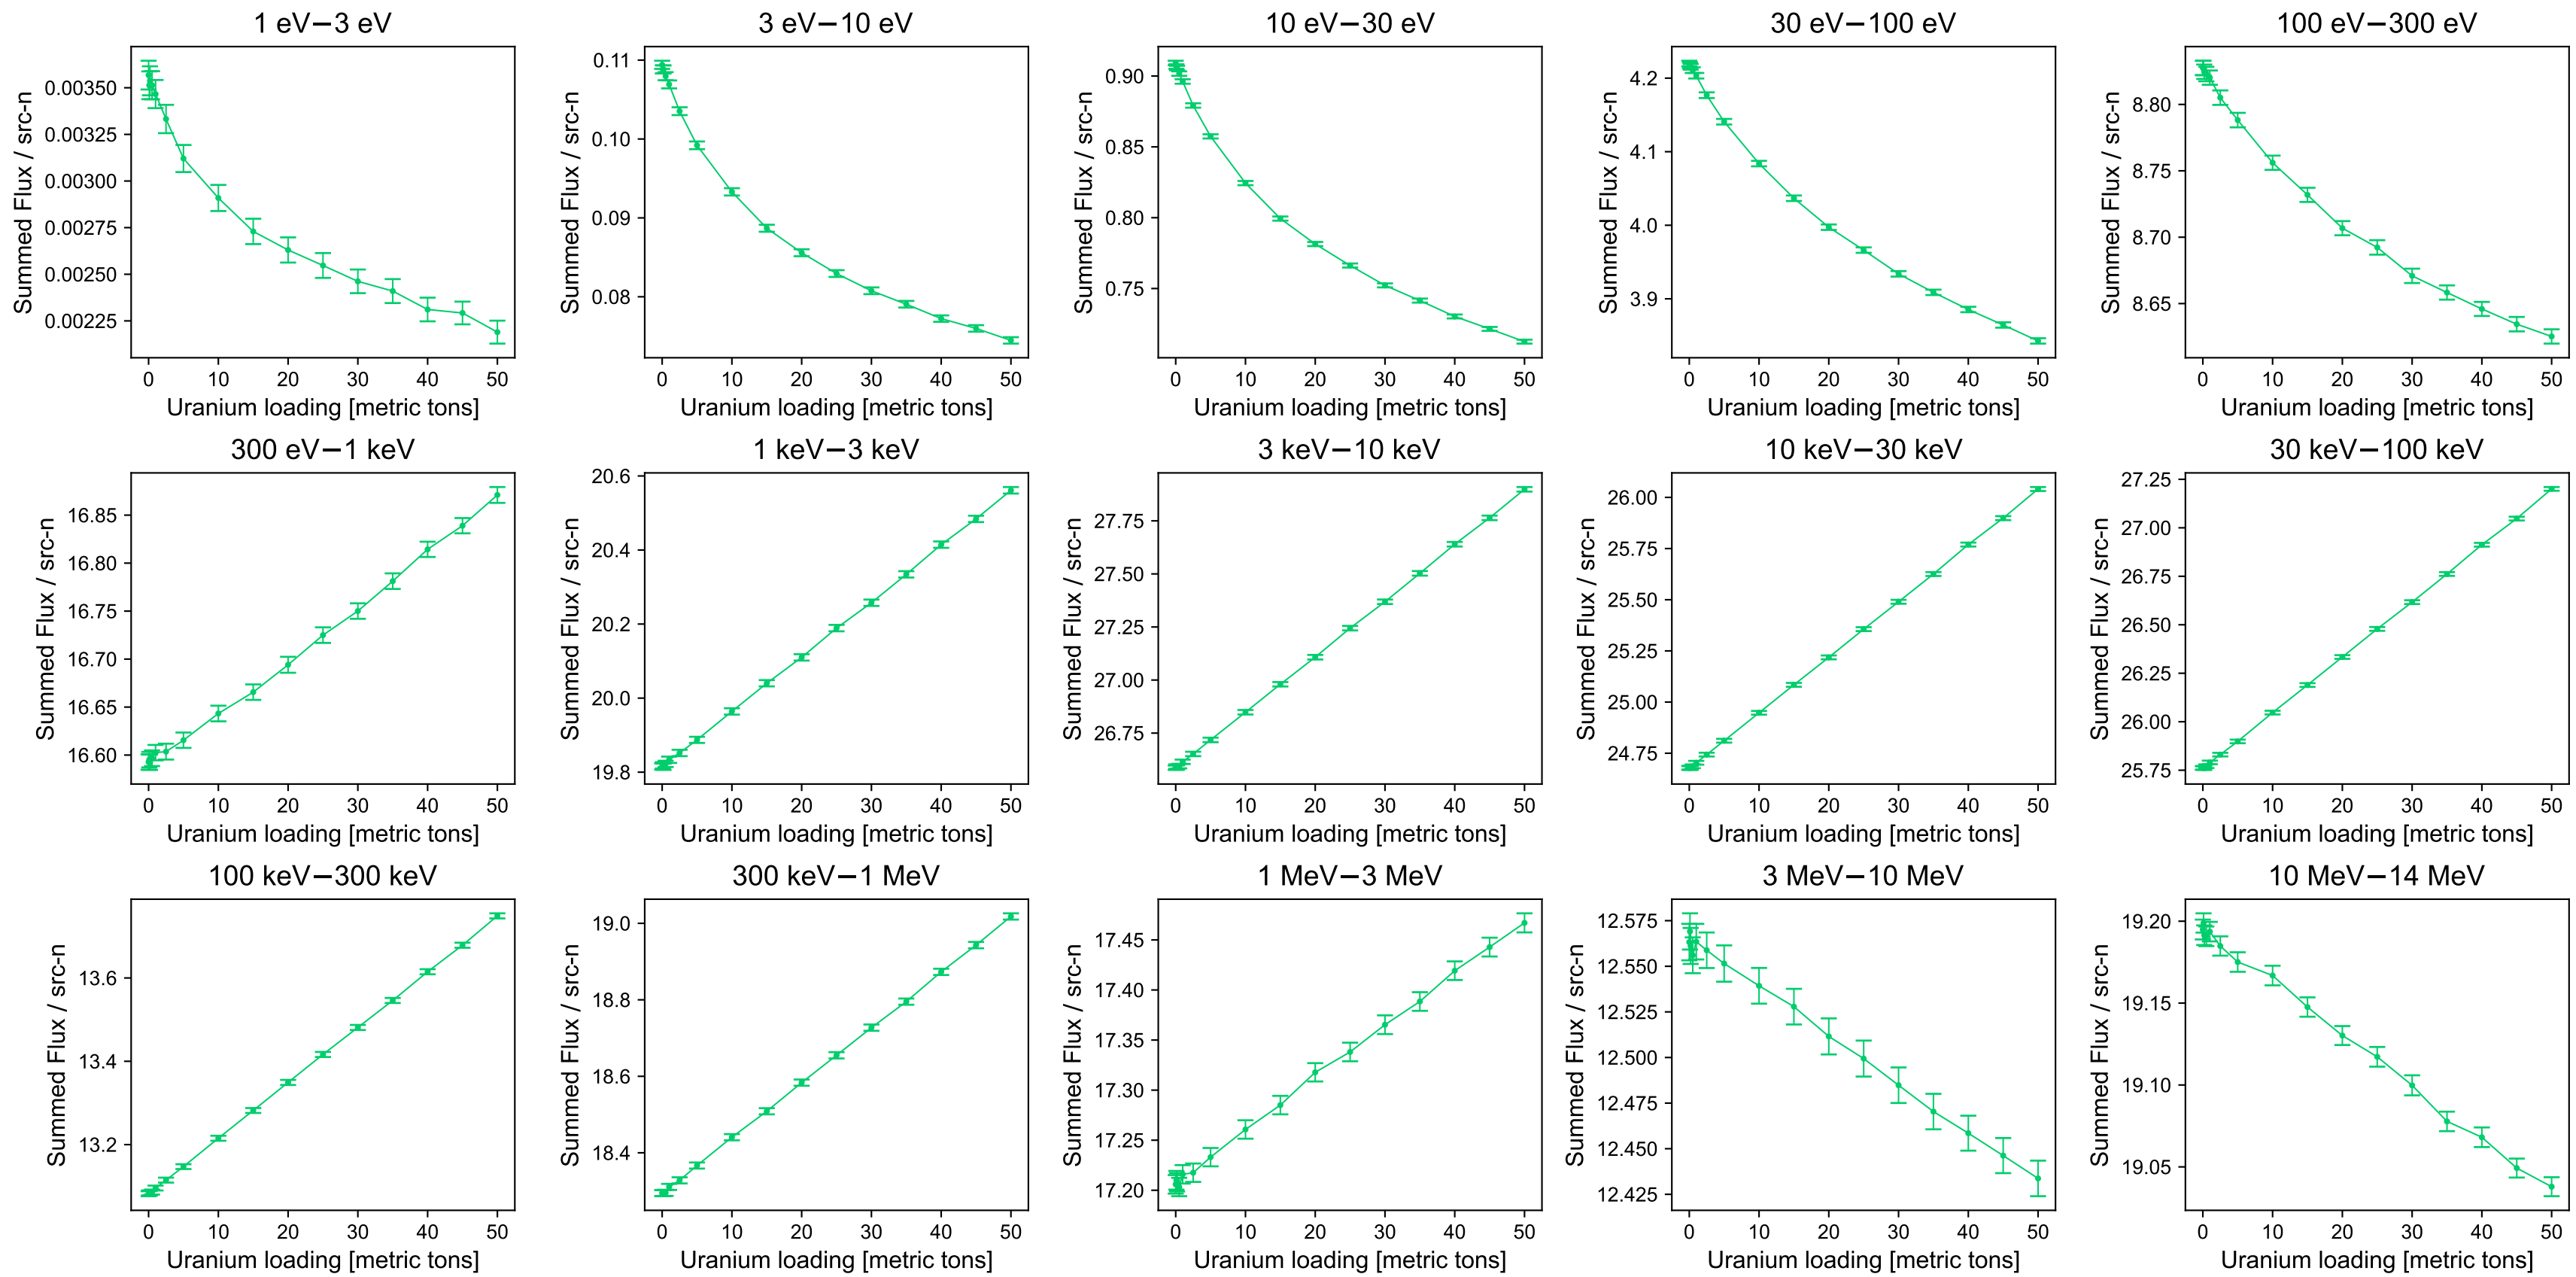 1 eV−3 eV
Summed Flux / src-n
0.00350
0.00325
0.00300
0.00275
0.00250
0.00225
0 10 20 30 40 50
Uranium loading [metric tons]
3 eV−10 eV
Summed Flux / src-n
0.11
0.10
0.09
0.08
0 10 20 30 40 50
Uranium loading [metric tons]
10 eV−30 eV
Summed Flux / src-n
0.90
0.85
0.80
0.75
0 10 20 30 40 50
Uranium loading [metric tons]
30 eV−100 eV
Summed Flux / src-n
4.2
4.1
4.0
3.9
0 10 20 30 40 50
Uranium loading [metric tons]
100 eV−300 eV
Summed Flux / src-n
8.80
8.75
8.70
8.65
0 10 20 30 40 50
Uranium loading [metric tons]
300 eV−1 keV
Summed Flux / src-n
16.85
16.80
16.75
16.70
16.65
16.60
0 10 20 30 40 50
Uranium loading [metric tons]
1 keV−3 keV
Summed Flux / src-n
20.6
20.4
20.2
20.0
19.8
0 10 20 30 40 50
Uranium loading [metric tons]
3 keV−10 keV
Summed Flux / src-n
27.75
27.50
27.25
27.00
26.75
0 10 20 30 40 50
Uranium loading [metric tons]
10 keV−30 keV
Summed Flux / src-n
26.00
25.75
25.50
25.25
25.00
24.75
0 10 20 30 40 50
Uranium loading [metric tons]
30 keV−100 keV
Summed Flux / src-n
27.25
27.00
26.75
26.50
26.25
26.00
25.75
0 10 20 30 40 50
Uranium loading [metric tons]
100 keV−300 keV
Summed Flux / src-n
13.6
13.4
13.2
0 10 20 30 40 50
Uranium loading [metric tons]
300 keV−1 MeV
Summed Flux / src-n
19.0
18.8
18.6
18.4
0 10 20 30 40 50
Uranium loading [metric tons]
1 MeV−3 MeV
Summed Flux / src-n
17.45
17.40
17.35
17.30
17.25
17.20
0 10 20 30 40 50
Uranium loading [metric tons]
3 MeV−10 MeV
Summed Flux / src-n
12.575
12.550
12.525
12.500
12.475
12.450
12.425
0 10 20 30 40 50
Uranium loading [metric tons]
10 MeV−14 MeV
Summed Flux / src-n
19.20
19.15
19.10
19.05
0 10 20 30 40 50
Uranium loading [metric tons]